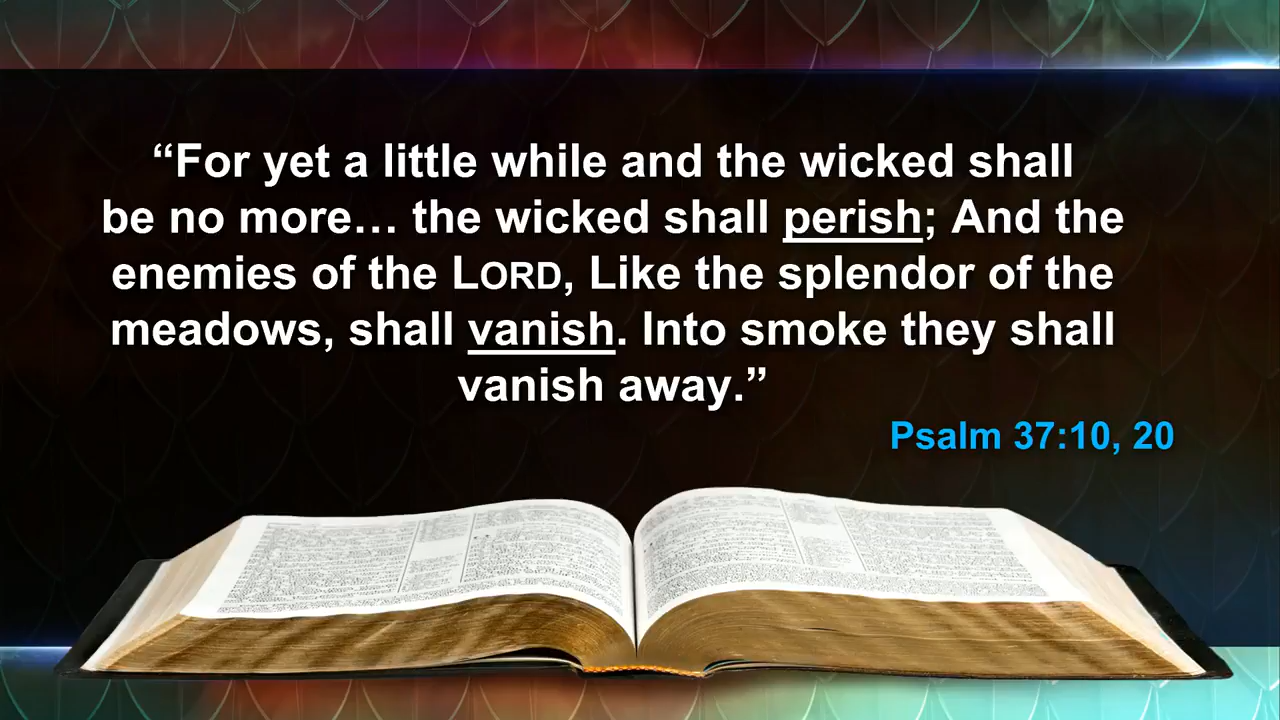 “For yet a little while and the wicked shall
be no more… the wicked shall perish; And the
enemies of the LORD, Like the splendor of the
meadows, shall vanish. Into smoke they shall
vanish away.”
Psalm 37:10, 20